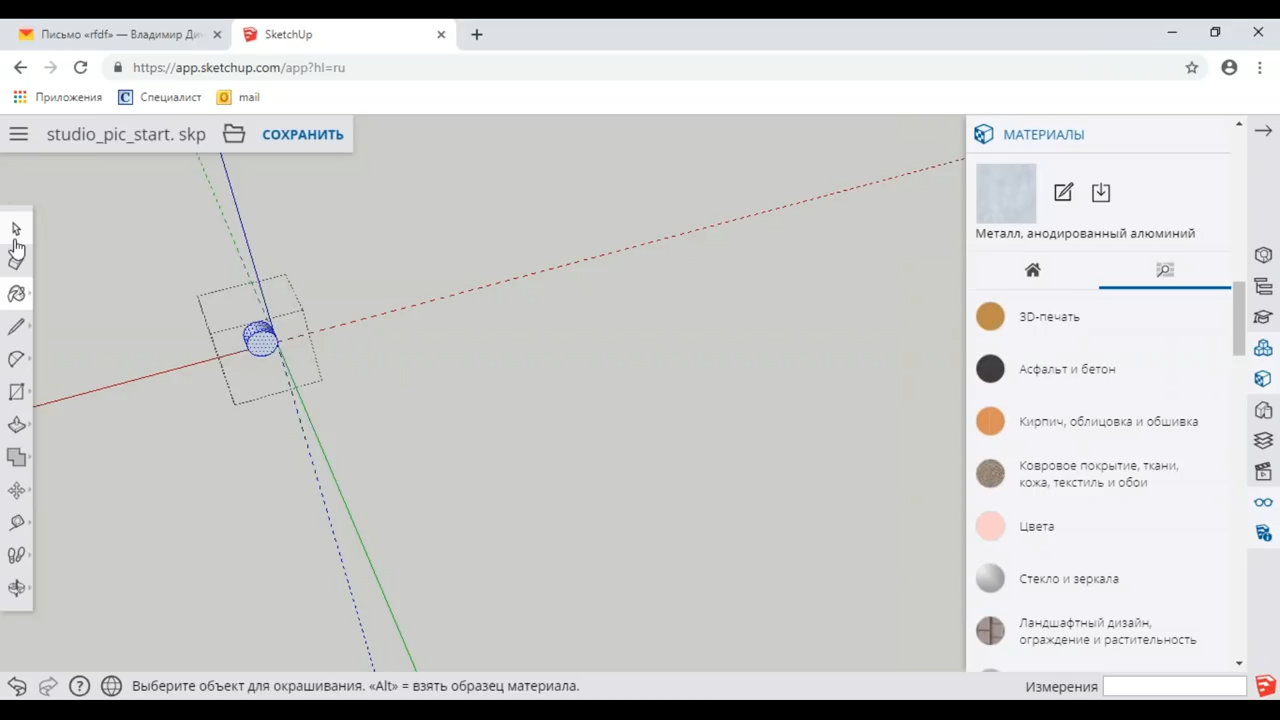 Письмо «rfdf» — Владимир Дич
SketchUp
https://app.sketchup.com/app?hl=ru
Приложения
Специалист
mail
studio_pic_start. skp
СОХРАНИТЬ
МАТЕРИАЛЫ
Металл, анодированный алюминий
3D-печать
Асфальт и бетон
Кирпич, облицовка и обшивка
Ковровое покрытие, ткани,
кожа, текстиль и обои
Цвета
Стекло и зеркала
Ландшафтный дизайн,
ограждение и растительность
Выберите объект для окрашивания. «Alt» = взять образец материала.
Измерения